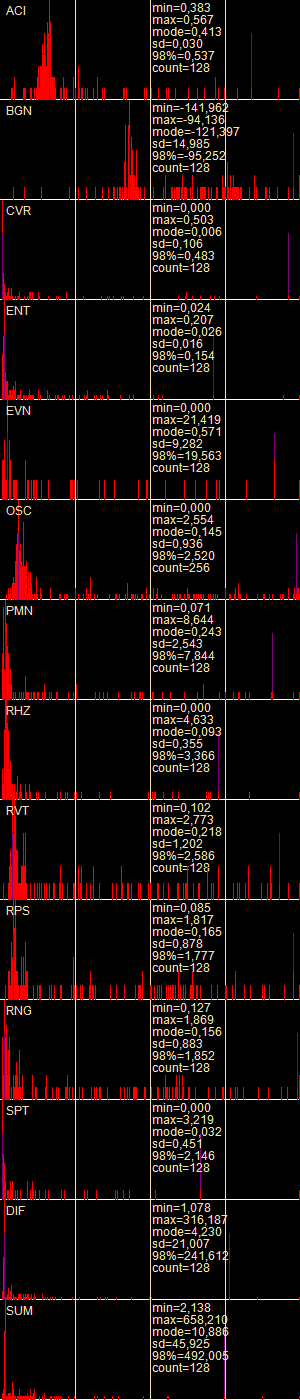 ACI
min=0,383
max=0,567
mode=0,413
sd=0,030
98%=0,537
count=128
BGN
min=-141,962
max=-94,136
mode=-121,397
sd=14,985
98%=-95,252
count=128
CVR
min=0,000
max=0,503
mode=0,006
sd=0,106
98%=0,483
count=128
ENT
min=0,024
max=0,207
mode=0,026
sd=0,016
98%=0,154
count=128
EVN
min=0,000
max=21,419
mode=0,571
sd=9,282
98%=19,563
count=128
OSC
min=0,000
max=2,554
mode=0,145
sd=0,936
98%=2,520
count=256
PMN
min=0,071
max=8,644
mode=0,243
sd=2,543
98%=7,844
count=128
RHZ
min=0,000
max=4,633
mode=0,093
sd=0,355
98%=3,366
count=128
RVT
min=0,102
max=2,773
mode=0,218
sd=1,202
98%=2,586
count=128
RPS
min=0,085
max=1,817
mode=0,165
sd=0,878
98%=1,777
count=128
RNG
min=0,127
max=1,869
mode=0,156
sd=0,883
98%=1,852
count=128
SPT
min=0,000
max=3,219
mode=0,032
sd=0,451
98%=2,146
count=128
DIF
min=1,078
max=316,187
mode=4,230
sd=21,007
98%=241,612
count=128
SUM
min=2,138
max=658,210
mode=10,886
sd=45,925
98%=492,005
count=128